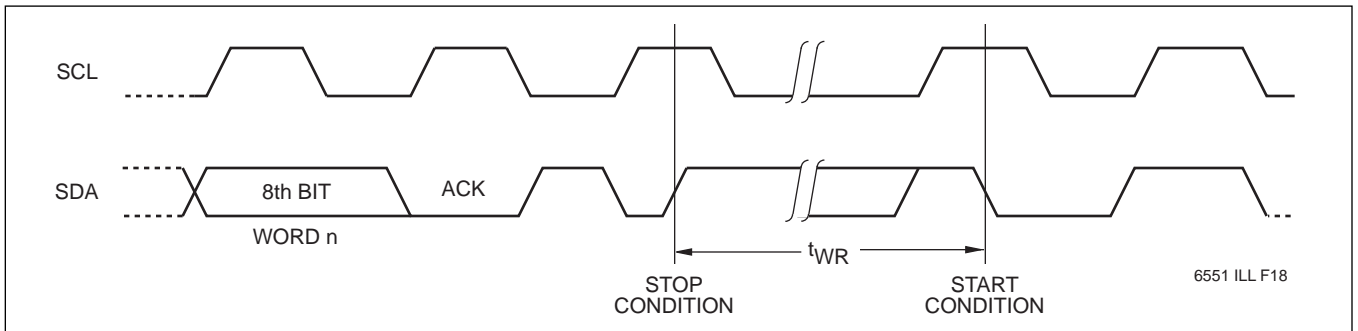 SCL
SDA
8th BIT
ACK
WORD n
tWR
STOP
CONDITION
START
CONDITION
6551 ILL F18